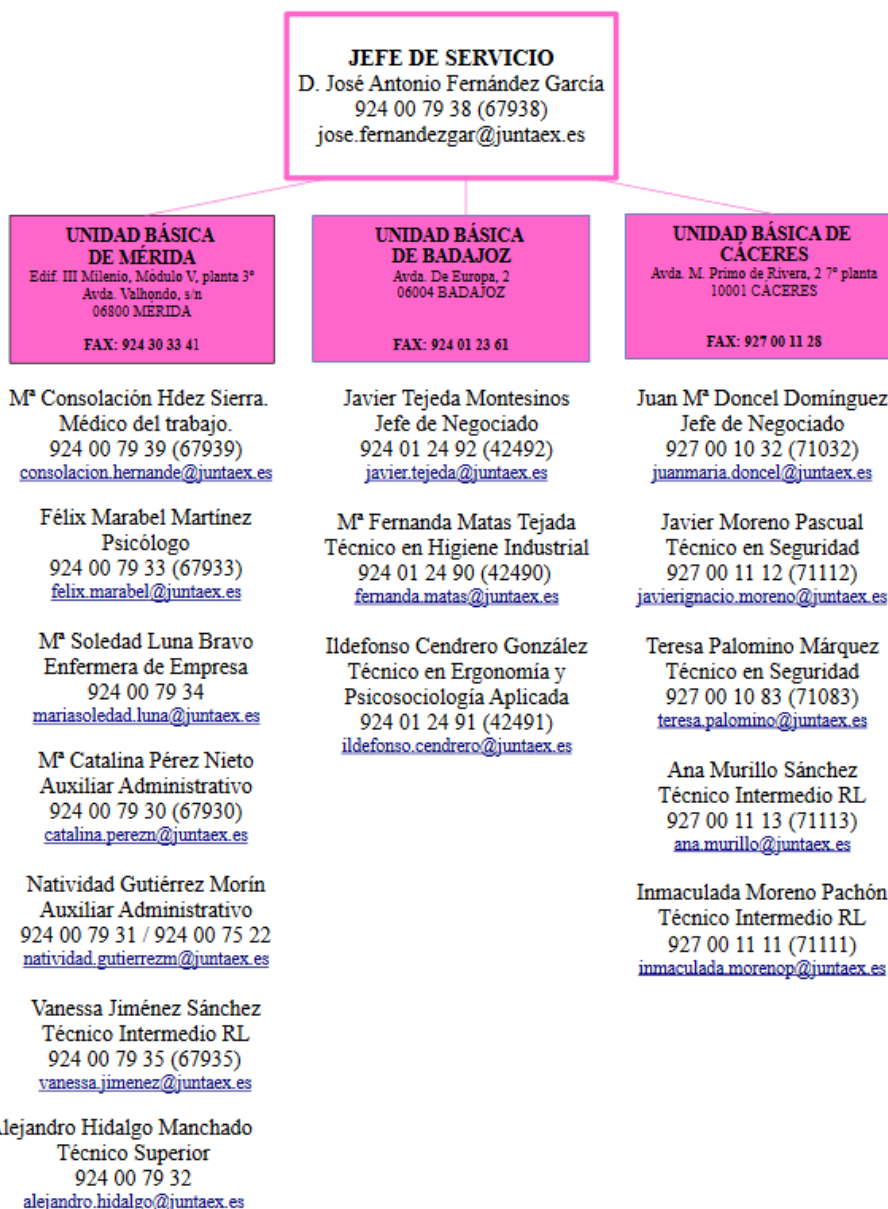 JEFE DE SERVICIO
D. José Antonio Fernández García
924 00 79 38 (67938)
jose.fernandezgar@juntaex.es
UNIDAD BÁSICA
DE MÉRIDA
Edif. III Milenio, Módulo V, planta 3ª
Avda. Valhondo, s/n
06800 MERIDA
FAX: 924 30 33 41
Mª Consolación Hdez Sierra.
Médico del trabajo.
924 00 79 39 (67939)
consolacion.hernande@juntaex.es
Félix Marabel Martínez
Psicólogo
924 00 79 33 (67933)
felix.marabel@juntaex.es
Mª Soledad Luna Bravo
Enfermera de Empresa
924 00 79 34
mariasoledad.luna@juntaex.es
Mª Catalina Pérez Nieto
Auxiliar Administrativo
924 00 79 30 (67930)
catalina.perezn@juntaex.es
Natividad Gutiérrez Morín
Auxiliar Administrativo
924 00 79 31 / 924 00 75 22
natividad.gutierrezm@juntaex.es
Vanessa Jiménez Sánchez
Técnico Intermedio RL
924 00 79 35 (67935)
vanessa.jimenez@juntaex.es
Alejandro Hidalgo Manchado
Técnico Superior
924 00 79 32
alejandro.hidalgo@juntaex.es
UNIDAD BÁSICA
DE BADAJOZ
Avda. De Europa, 2
06004 BADAJOZ
FAX: 924 01 23 61
Javier Tejeda Montesinos
Jefe de Negociado
924 01 24 92 (42492)
javier.tejeda@juntaex.es
Mª Fernanda Matas Tejada
Técnico en Higiene Industrial
924 01 24 90 (42490)
fernanda.matas@juntaex.es
Ildefonso Cendrero González
Técnico en Ergonomía y
Psicosociología Aplicada
924 01 24 91 (42491)
ildefonso.cendrero@juntaex.es
UNIDAD BÁSICA DE
CÁCERES
Avda. M. Primo de Rivera, 2 7º planta
10001 CÁCERES
FAX: 927 00 11 28
Juan Mª Doncel Domínguez
Jefe de Negociado
927 00 10 32 (71032)
juanmaria.doncel@juntaex.es
Javier Moreno Pascual
Técnico en Seguridad
927 00 11 12 (71112)
javierignacio.moreno@juntaex.es
Teresa Palomino Márquez
Técnico en Seguridad
927 00 10 83 (71083)
teresa.palomino@juntaex.es
Ana Murillo Sánchez
Técnico Intermedio RL
927 00 11 13 (71113)
ana.murillo@juntaex.es
Inmaculada Moreno Pachón
Técnico Intermedio RL
927 00 11 11 (71111)
inmaculada.morenop@juntaex.es